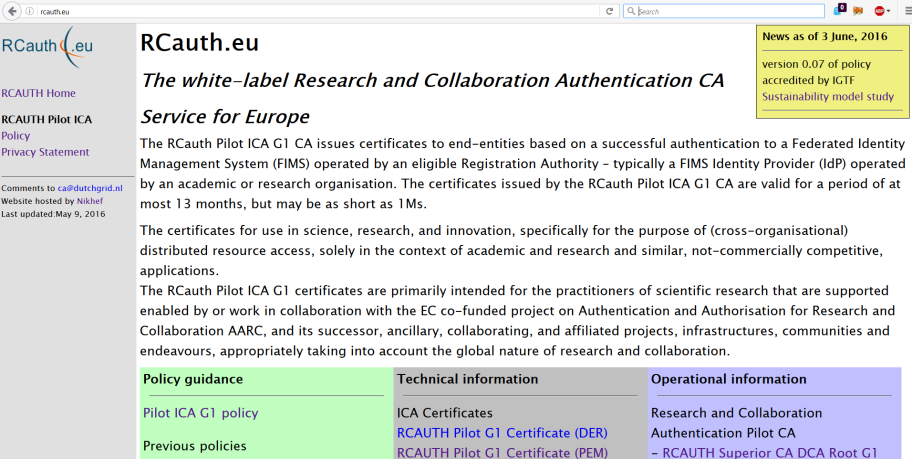 rcauth.eu
Search
0
ABP
RCauth .eu
RCAUTH Home
RCAUTH Pilot ICA
Policy
Privacy Statement
Comments to ca@dutchgrid.nl
Website hosted by Nikhef
Last updated:May 9, 2016
RCauth.eu
The white-label Research and Collaboration Authentication CA
Service for Europe
The RCauth Pilot ICA G1 CA issues certificates to end-entities based on a successful authentication to a Federated Identity
Management System (FIMS) operated by an eligible Registration Authority – typically a FIMS Identity Provider (IdP) operated
by an academic or research organisation. The certificates issued by the RCauth Pilot ICA G1 CA are valid for a period of at
most 13 months, but may be as short as 1Ms.
The certificates for use in science, research, and innovation, specifically for the purpose of (cross-organisational)
distributed resource access, solely in the context of academic and research and similar, not-commercially competitive,
applications.
The RCauth Pilot ICA G1 certificates are primarily intended for the practitioners of scientific research that are supported
enabled by or work in collaboration with the EC co-funded project on Authentication and Authorisation for Research and
Collaboration AARC, and its successor, ancillary, collaborating, and affiliated projects, infrastructures, communities and
endeavours, appropriately taking into account the global nature of research and collaboration.
News as of 3 June, 2016
version 0.07 of policy
accredited by IGTF
Sustainability model study
Policy guidance
Pilot ICA G1 policy
Previous policies
Technical information
ICA Certificates
RCAUTH Pilot G1 Certificate (DER)
RCAUTH Pilot G1 Certificate (PEM)
Operational information
Research and Collaboration
Authentication Pilot CA
– RCAUTH Superior CA DCA Root G1